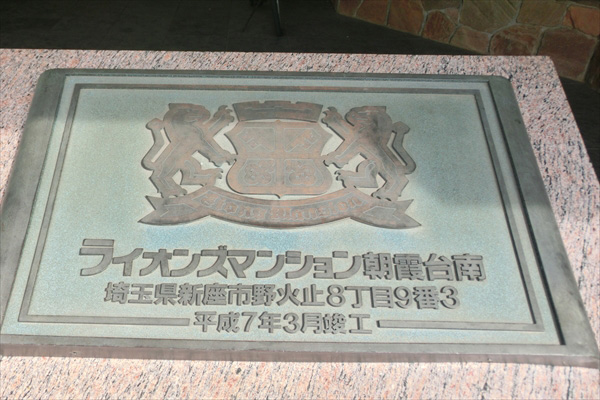 ライオンズマンション朝霞台南
埼玉県新座市野火止8丁目9番3
平成7年3月竣工